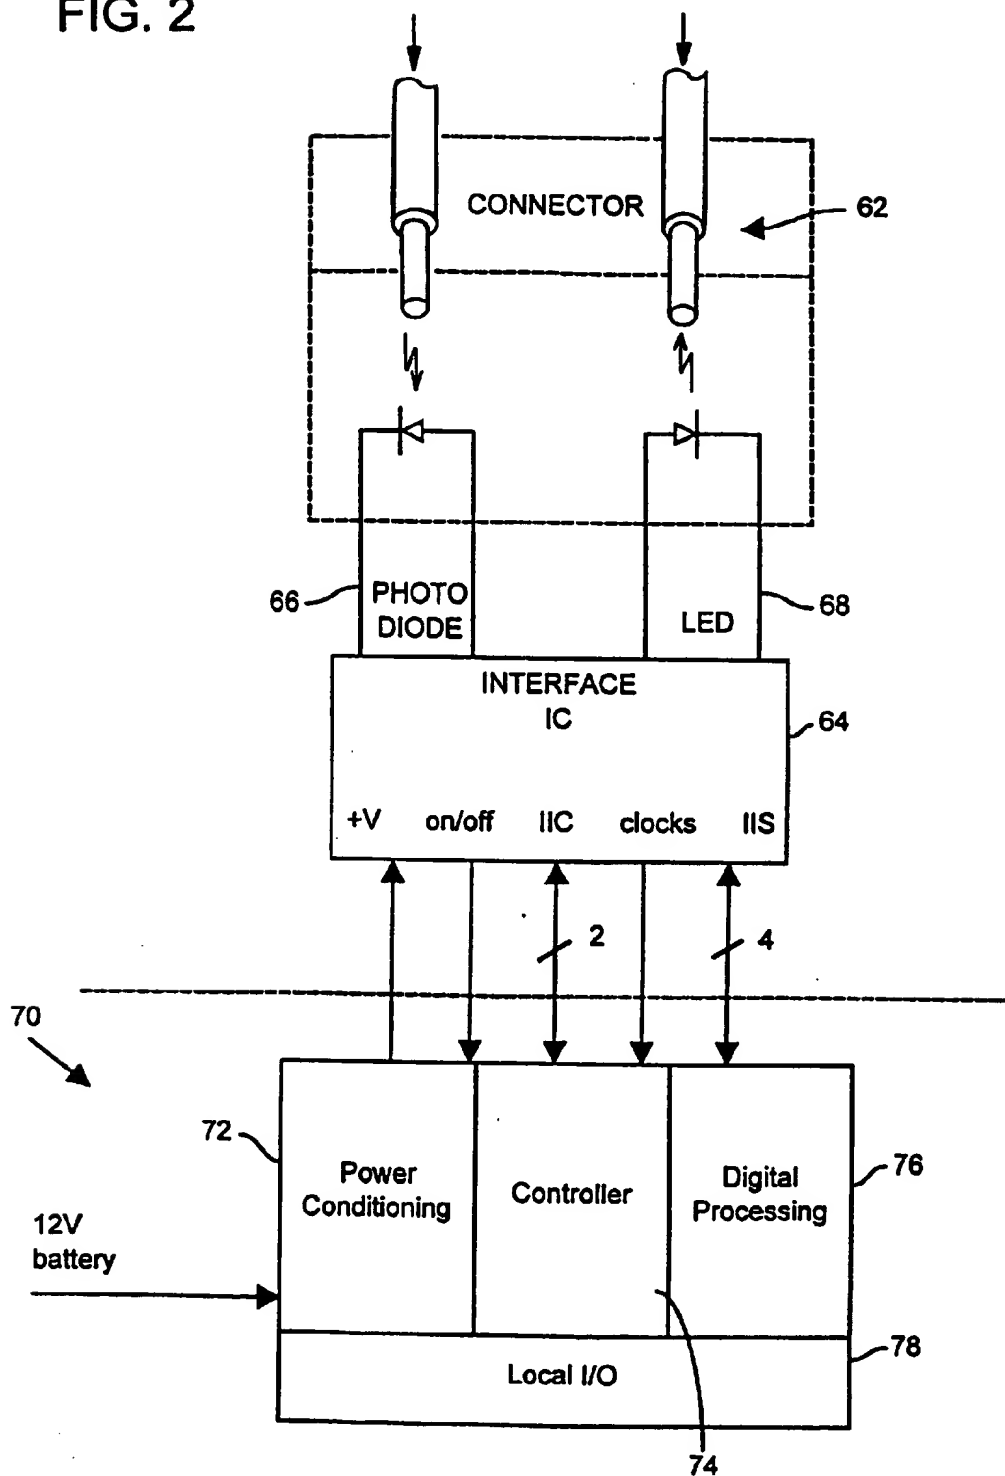 FIG. 2
CONNECTOR
62
66
PHOTO
DIODE
LED
68
INTERFACE
IC
64
+V on/off IIC clocks IIS
2
4
70
72
Power
Conditioning
Controller
Digital
Processing
76
12V
battery
Local I/O
78
74